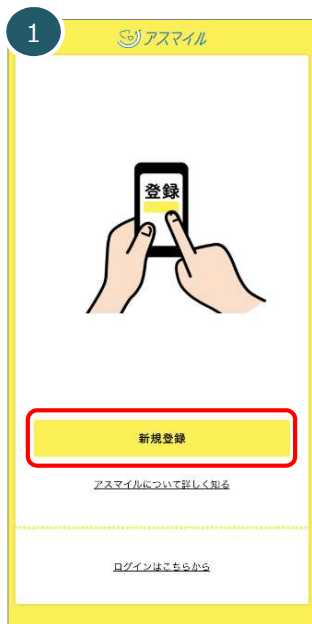 1
アスマイル
登録
新規登録
アスマイルについて詳しく知る
ログインはこちらから